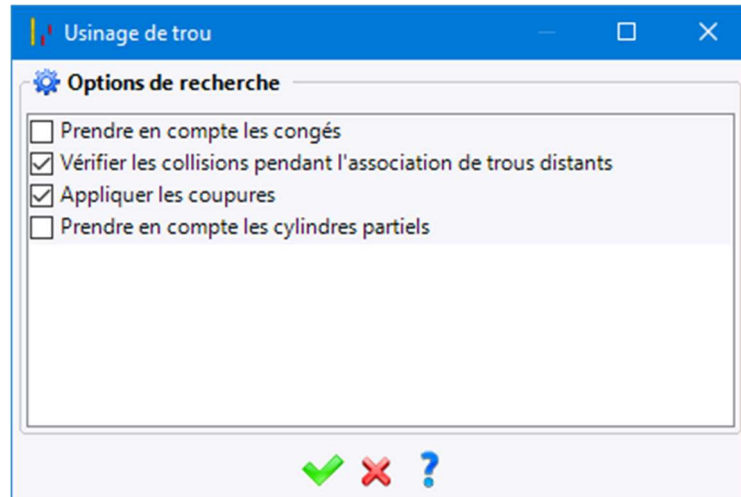 Usinage de trou
Options de recherche
Prendre en compte les congés
Vérifier les collisions pendant l'association de trous distants
Appliquer les coupures
Prendre en compte les cylindres partiels